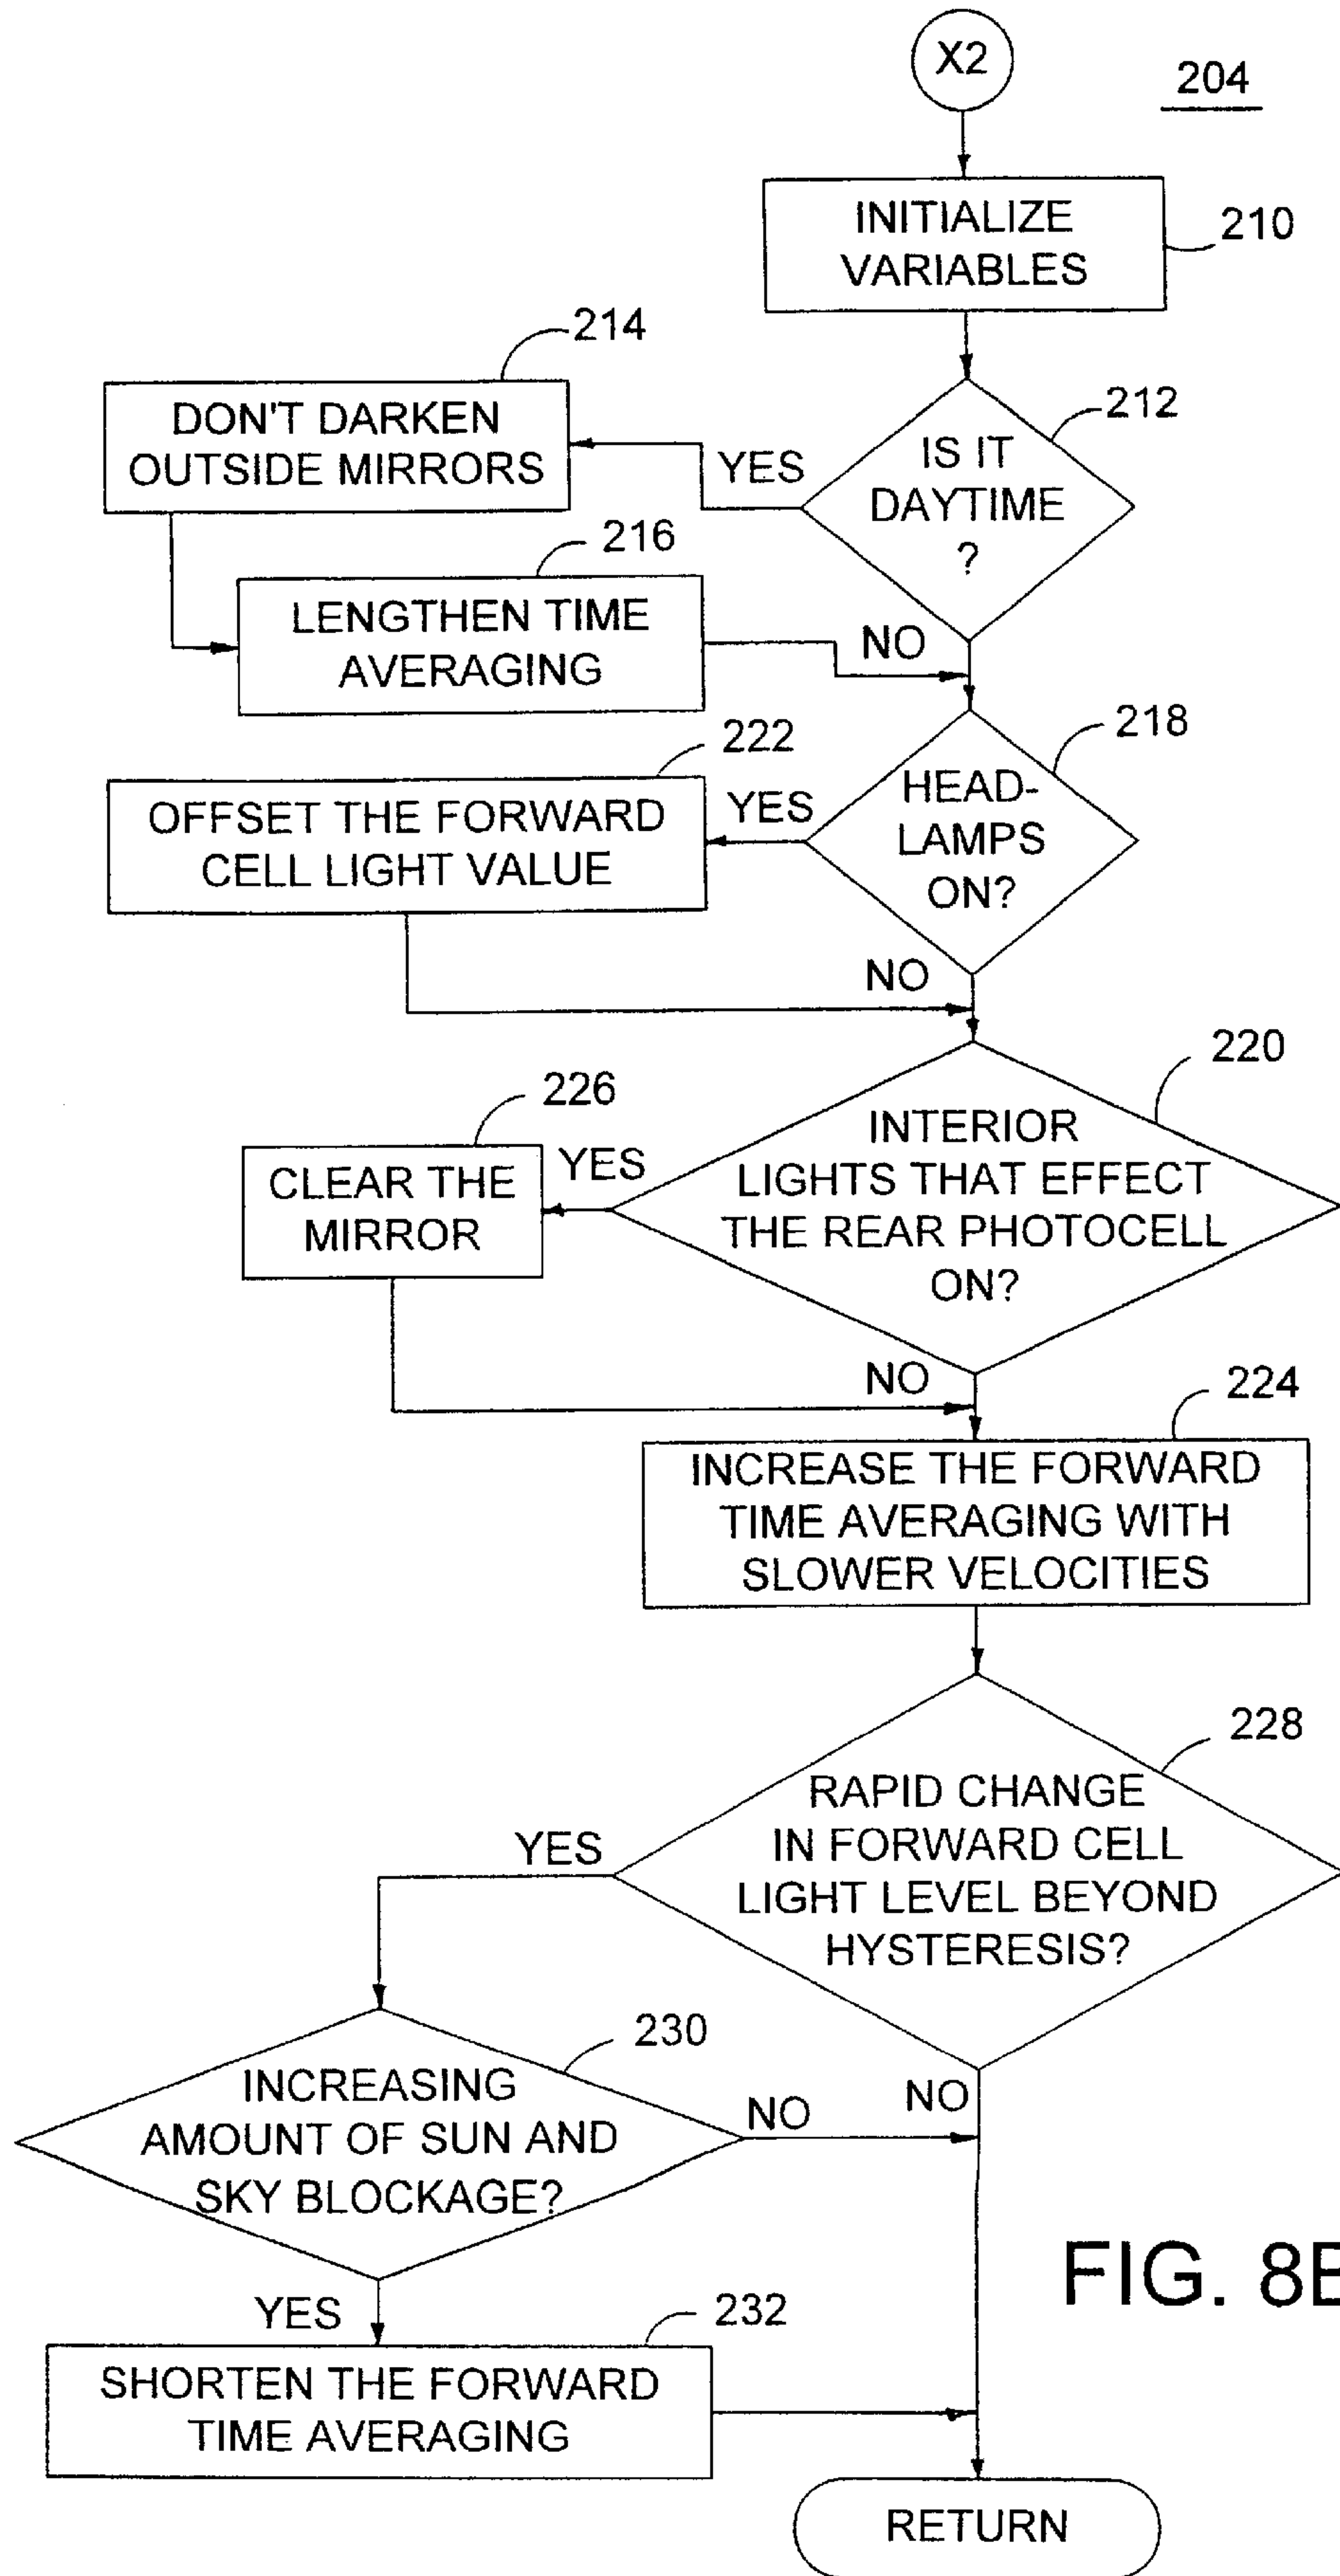 X2
204
INITIALIZE
VARIABLES
210
214
DON'T DARKEN
OUTSIDE MIRRORS
212
IS IT
DAYTIME
?
YES
216
LENGTHEN TIME
AVERAGING
NO
218
HEAD-
LAMPS
ON?
222
YES
OFFSET THE FORWARD
CELL LIGHT VALUE
NO
220
INTERIOR
LIGHTS THAT EFFECT
THE REAR PHOTOCELL
ON?
226
YES
CLEAR THE
MIRROR
NO
224
INCREASE THE FORWARD
TIME AVERAGING WITH
SLOWER VELOCITIES
228
RAPID CHANGE
IN FORWARD CELL
LIGHT LEVEL BEYOND
HYSTERESIS?
YES
230
INCREASING
AMOUNT OF SUN AND
SKY BLOCKAGE?
NO
NO
FIG. 8B
YES
232
SHORTEN THE FORWARD
TIME AVERAGING
RETURN